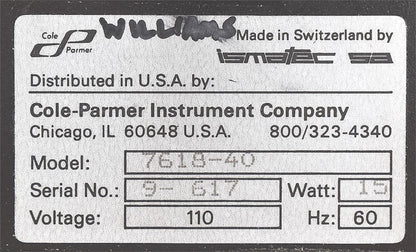 Cole Parmer WILLIAMS Made in Switzerland by
ismatec sa
Distributed in U.S.A. by:
Cole-Parmer Instrument Company
Chicago, IL 60648 U.S.A. 800/323-4340
Model: 7618-40
Serial No.: 9- 617 Watt: 15
Voltage: 110 Hz: 60